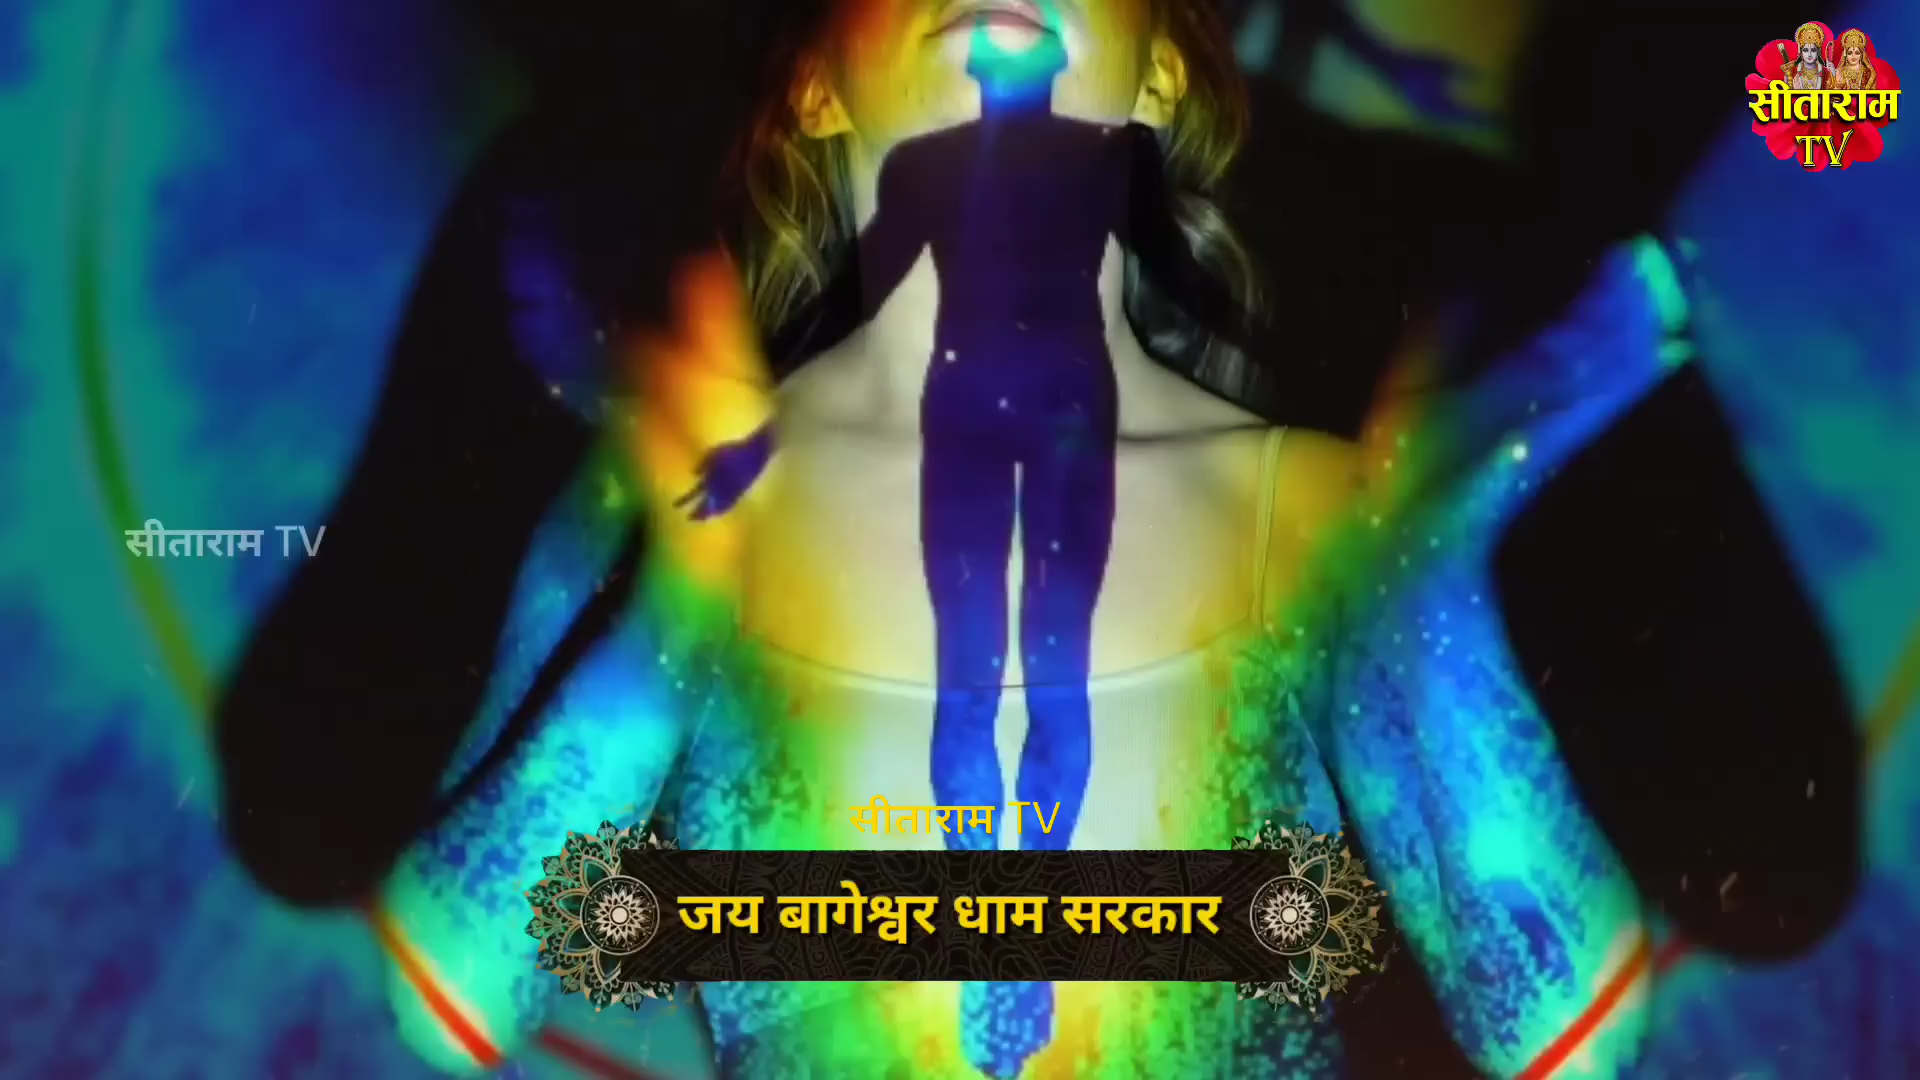 सीताराम
TV
सीताराम TV
सीताराम TV
जय बागेश्वर धाम सरकार